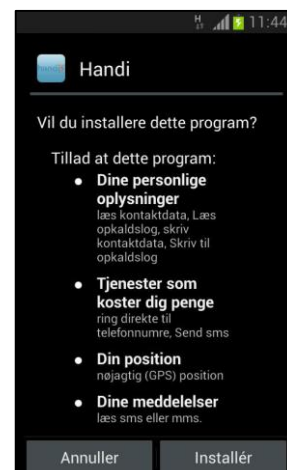 H 11:44
Handi
Vil du installere dette program?
Tillad at dette program:
• Dine personlige
oplysninger
læs kontaktdata, Læs
opkaldslog, skriv
kontaktdata, Skriv til
opkaldslog
• Tjenester som
koster dig penge
ring direkte til
telefonnumre, Send sms
• Din position
nøjagtig (GPS) position
• Dine meddelelser
læs sms eller mms.
Annuller Installér